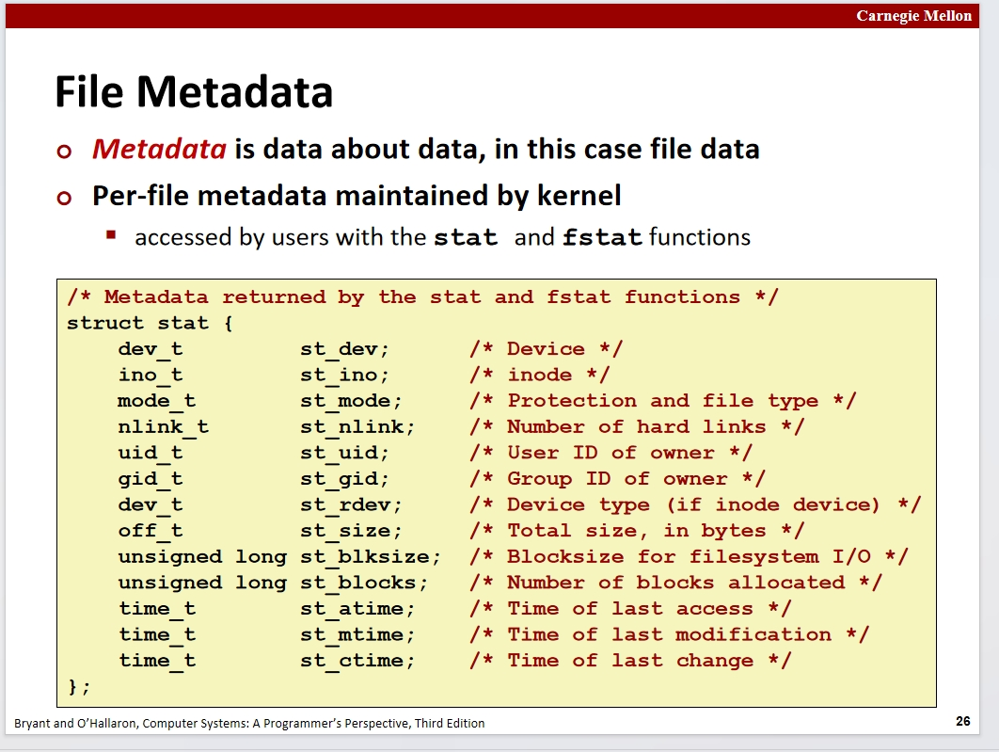 Carnegie Mellon
File Metadata
Metadata is data about data, in this case file data
Per-file metadata maintained by kernel
accessed by users with the stat and fstat functions
/* Metadata returned by the stat and fstat functions */
struct stat {
dev_t st_dev; /* Device */
ino_t st_ino; /* inode */
mode_t st_mode; /* Protection and file type */
nlink_t st_nlink; /* Number of hard links */
uid_t st_uid; /* User ID of owner */
gid_t st_gid; /* Group ID of owner */
dev_t st_rdev; /* Device type (if inode device) */
off_t st_size; /* Total size, in bytes */
unsigned long st_blksize; /* Blocksize for filesystem I/O */
unsigned long st_blocks; /* Number of blocks allocated */
time_t st_atime; /* Time of last access */
time_t st_mtime; /* Time of last modification */
time_t st_ctime; /* Time of last change */
};
Bryant and O’Hallaron, Computer Systems: A Programmer’s Perspective, Third Edition
26